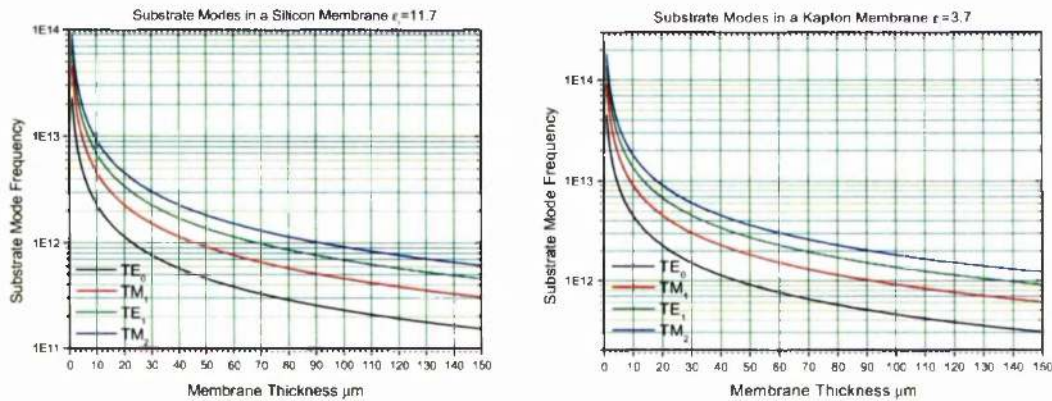 Substrate Modes in a Silicon Membrane εr=11.7
1E14
1E13
1E12
1E11
Substrate Mode Frequency
TE0
TM1
TE1
TM2
0 10 20 30 40 50 60 70 80 90 100 110 120 130 140 150
Membrane Thickness μm
Substrate Modes in a Kapton Membrane ε=3.7
1E14
1E13
1E12
Substrate Mode Frequency
TE0
TM1
TE1
TM2
0 10 20 30 40 50 60 70 80 90 100 110 120 130 140 150
Membrane Thickness μm